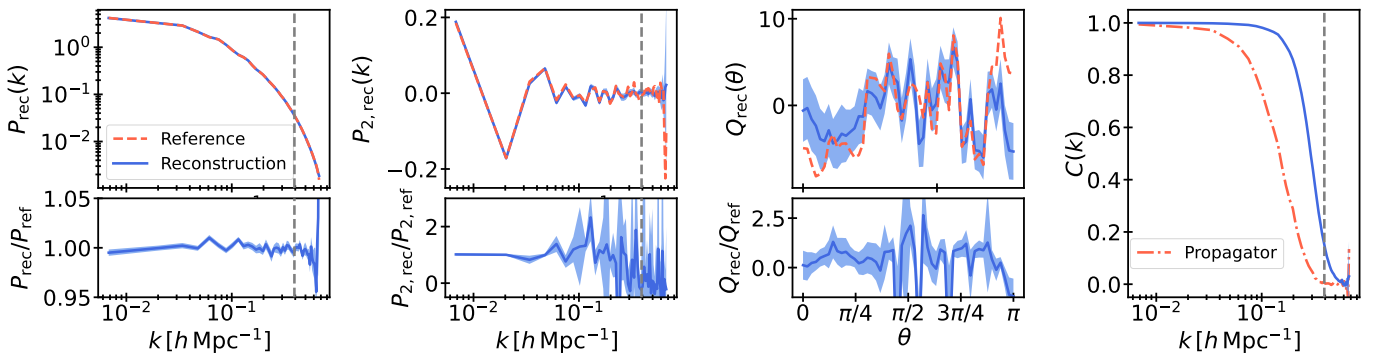 P_rec(k)
10^0
10^−1
10^−2
Reference
Reconstruction
P_rec/P_ref
1.05
1.00
0.95
10^−2
10^−1
k [h Mpc^−1]
P_2, rec(k)
0.2
0.0
−0.2
P_2, rec/P_2, ref
2
0
10^−2
10^−1
k [h Mpc^−1]
Q_rec(θ)
10
0
Q_rec/Q_ref
2.5
0.0
0
π/4
π/2
3π/4
π
θ
C(k)
1.0
0.8
0.6
0.4
0.2
0.0
Propagator
10^−2
10^−1
k [h Mpc^−1]